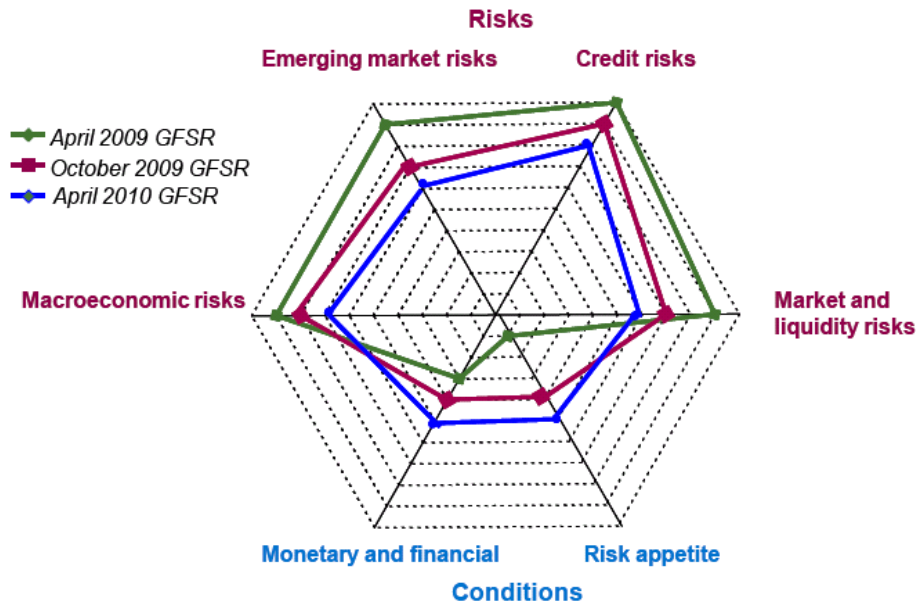 Risks
Emerging market risks
Credit risks
April 2009 GFSR
October 2009 GFSR
April 2010 GFSR
Macroeconomic risks
Market and
liquidity risks
Monetary and financial
Risk appetite
Conditions